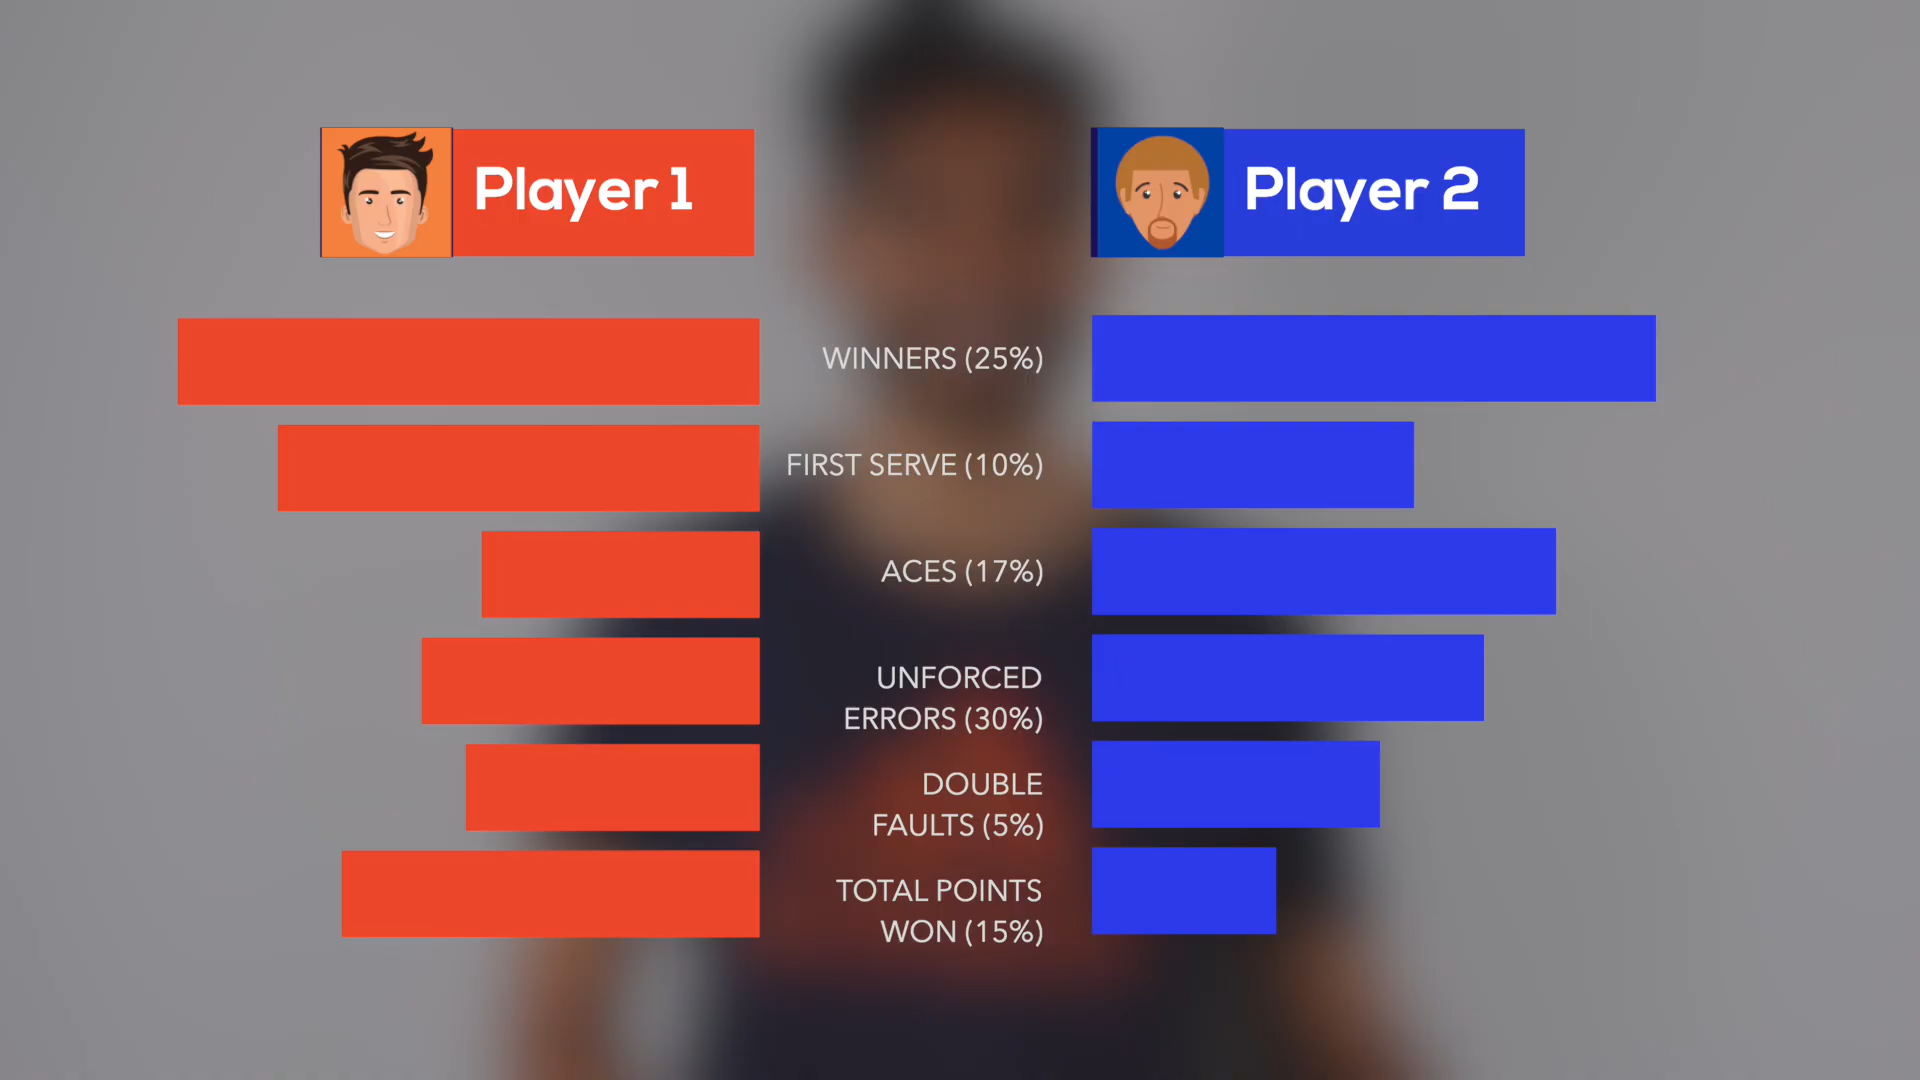 Player 1
Player 2
WINNERS (25%)
FIRST SERVE (10%)
ACES (17%)
UNFORCED
ERRORS (30%)
DOUBLE
FAULTS (5%)
TOTAL POINTS
WON (15%)